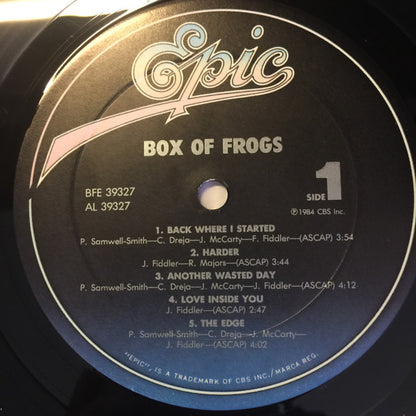 Epic
BOX OF FROGS
BFE 39327
AL 39327
SIDE 1
℗1984 CBS Inc.
1. BACK WHERE I STARTED
P. Samwell-Smith—C. Dreja—J. McCarty—F. Fiddler—(ASCAP) 3:54
2. HARDER
J. Fiddler—R. Majors—(ASCAP) 3:44
3. ANOTHER WASTED DAY
P. Samwell-Smith—C. Dreja—J. McCarty—J. Fiddler—(ASCAP) 4:12
4. LOVE INSIDE YOU
J. Fiddler—(ASCAP) 2:47
5. THE EDGE
P. Samwell-Smith—C. Dreja—J. McCarty—
J. Fiddler—(ASCAP) 4:02
"EPIC", IS A TRADEMARK OF CBS INC./MARCA REG.